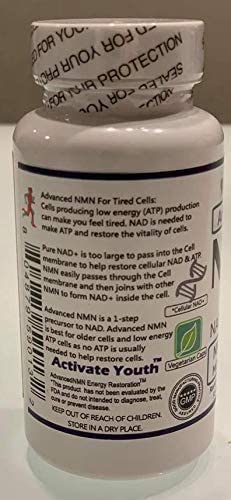 SEALED FOR YOUR PROTECTION
Advanced NMN For Tired Cells:
Cells producing low energy (ATP) production
can make you feel tired. NAD is needed to
make ATP and restore the vitality of cells.
Pure NAD+ is too large to pass into the Cell
membrane to help restore cellular NAD & ATP.
NMN easily passes through the Cell
membrane and then joins with other
NMN to form NAD+ inside the cell.
*Cellular NAD+
Advanced NMN is a 1-step
precursor to NAD. Advanced NMN
is best for older cells and low energy
ATP cells as no ATP is usually
needed to help restore cells.
Vegetarian Caps
Activate Youth™
AdvancedNMN Energy Restoration™
*This product has not been evaluated by the
FDA and do not intended to diagnose, treat,
cure or prevent disease.
GMP
KEEP OUT OF REACH OF CHILDREN.
STORE IN A DRY PLACE.